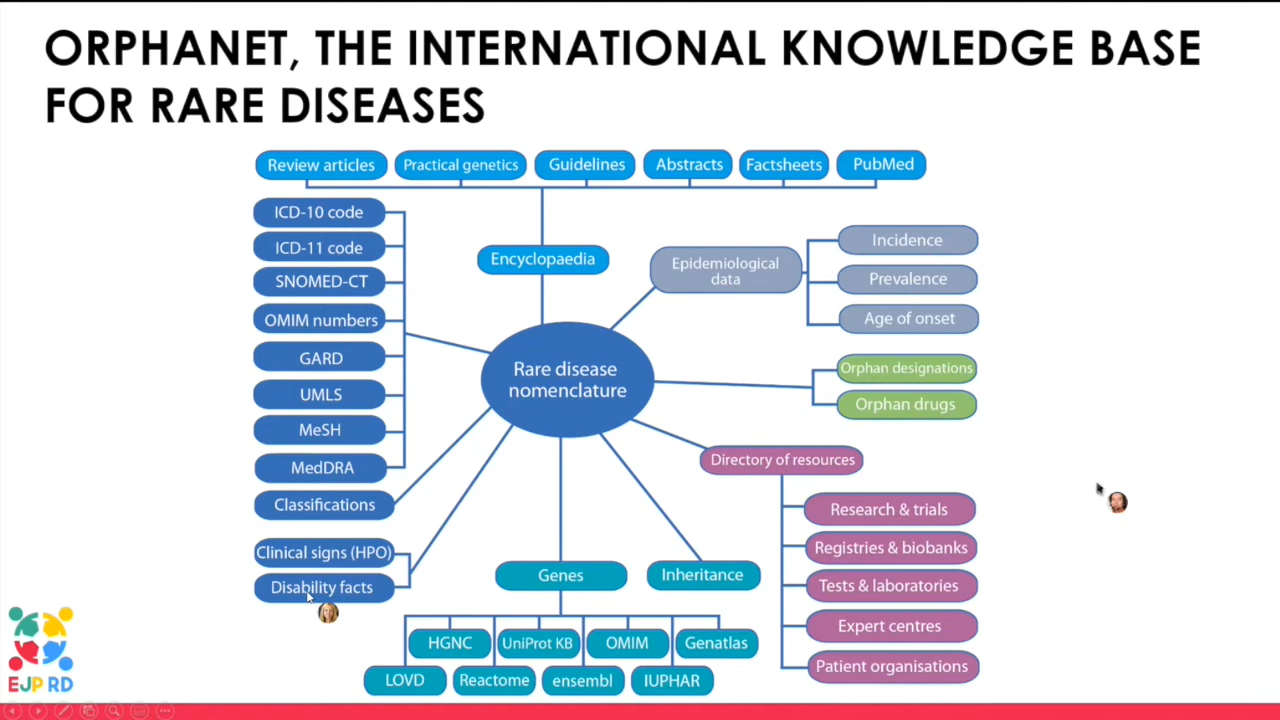 ORPHANET, THE INTERNATIONAL KNOWLEDGE BASE
FOR RARE DISEASES
Review articles
Practical genetics
Guidelines
Abstracts
Factsheets
PubMed
ICD-10 code
ICD-11 code
SNOMED-CT
OMIM numbers
GARD
UMLS
MeSH
MedDRA
Classifications
Clinical signs (HPO)
Disability facts
Encyclopaedia
Rare disease
nomenclature
Epidemiological
data
Incidence
Prevalence
Age of onset
Orphan designations
Orphan drugs
Directory of resources
Research & trials
Registries & biobanks
Tests & laboratories
Expert centres
Patient organisations
Genes
Inheritance
HGNC
UniProt KB
OMIM
Genatlas
LOVD
Reactome
ensembl
IUPHAR
EJP RD